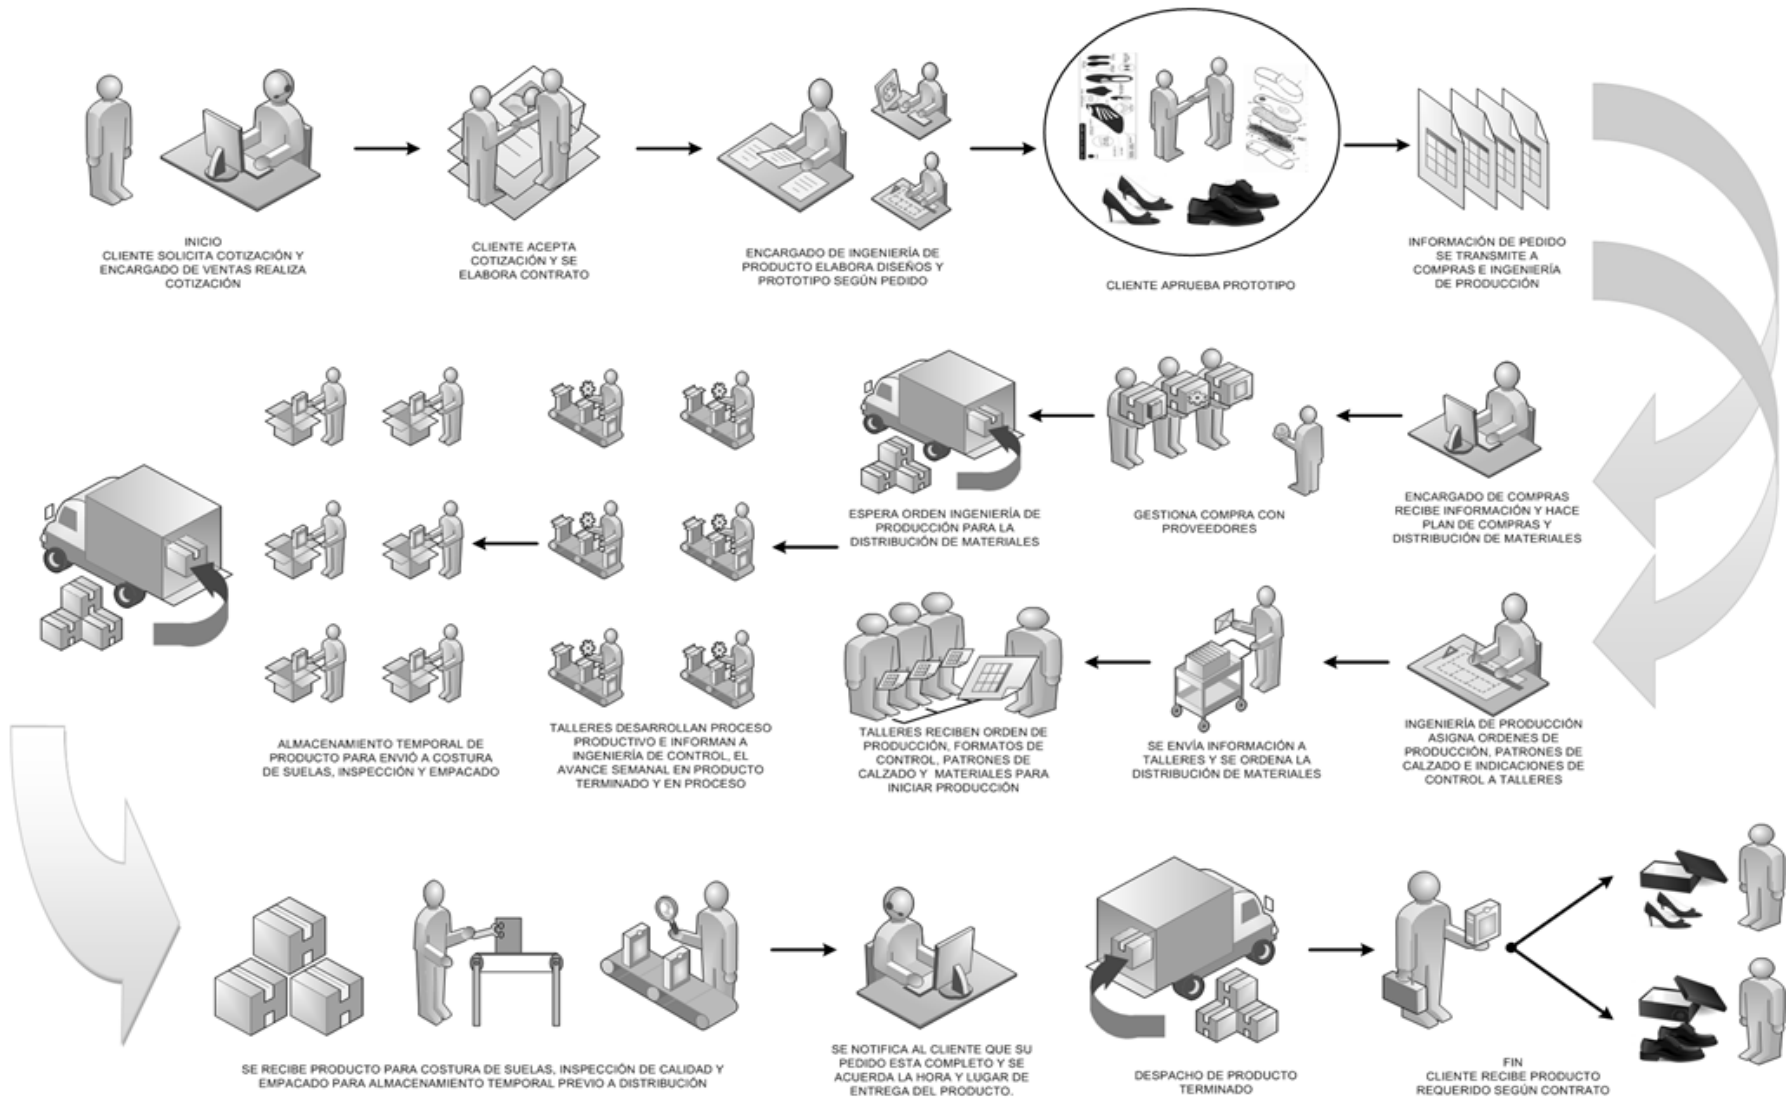 INICIO
CLIENTE SOLICITA COTIZACIÓN Y
ENCARGADO DE VENTAS REALIZA
COTIZACIÓN
CLIENTE ACEPTA
COTIZACIÓN Y SE
ELABORA CONTRATO
ENCARGADO DE INGENIERÍA DE
PRODUCTO ELABORA DISEÑOS Y
PROTOTIPO SEGÚN PEDIDO
CLIENTE APRUEBA PROTOTIPO
INFORMACIÓN DE PEDIDO
SE TRANSMITE A
COMPRAS E INGENIERÍA
DE PRODUCCIÓN
ENCARGADO DE COMPRAS
RECIBE INFORMACIÓN Y HACE
PLAN DE COMPRAS Y
DISTRIBUCIÓN DE MATERIALES
GESTIONA COMPRA CON
PROVEEDORES
ESPERA ORDEN INGENIERÍA DE
PRODUCCIÓN PARA LA
DISTRIBUCIÓN DE MATERIALES
INGENIERÍA DE PRODUCCIÓN
ASIGNA ORDENES DE
PRODUCCIÓN, PATRONES DE
CALZADO E INDICACIONES DE
CONTROL A TALLERES
SE ENVÍA INFORMACIÓN A
TALLERES Y SE ORDENA LA
DISTRIBUCIÓN DE MATERIALES
TALLERES RECIBEN ORDEN DE
PRODUCCIÓN, FORMATOS DE
CONTROL, PATRONES DE
CALZADO Y MATERIALES PARA
INICIAR PRODUCCIÓN
TALLERES DESARROLLAN PROCESO
PRODUCTIVO E INFORMAN A
INGENIERÍA DE CONTROL, EL
AVANCE SEMANAL EN PRODUCTO
TERMINADO Y EN PROCESO
ALMACENAMIENTO TEMPORAL DE
PRODUCTO PARA ENVIÓ A COSTURA
DE SUELAS, INSPECCIÓN Y EMPACADO
SE RECIBE PRODUCTO PARA COSTURA DE SUELAS, INSPECCIÓN DE CALIDAD Y
EMPACADO PARA ALMACENAMIENTO TEMPORAL PREVIO A DISTRIBUCIÓN
SE NOTIFICA AL CLIENTE QUE SU
PEDIDO ESTA COMPLETO Y SE
ACUERDA LA HORA Y LUGAR DE
ENTREGA DEL PRODUCTO.
DESPACHO DE PRODUCTO
TERMINADO
FIN
CLIENTE RECIBE PRODUCTO
REQUERIDO SEGÚN CONTRATO